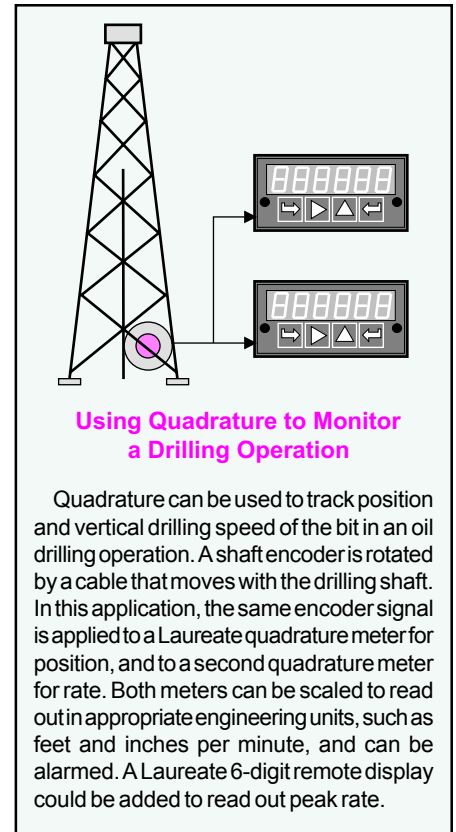 Using Quadrature to Monitor
a Drilling Operation
Quadrature can be used to track position
and vertical drilling speed of the bit in an oil
drilling operation. A shaft encoder is rotated
by a cable that moves with the drilling shaft.
In this application, the same encoder signal
is applied to a Laureate quadrature meter for
position, and to a second quadrature meter
for rate. Both meters can be scaled to read
out in appropriate engineering units, such as
feet and inches per minute, and can be
alarmed. A Laureate 6-digit remote display
could be added to read out peak rate.